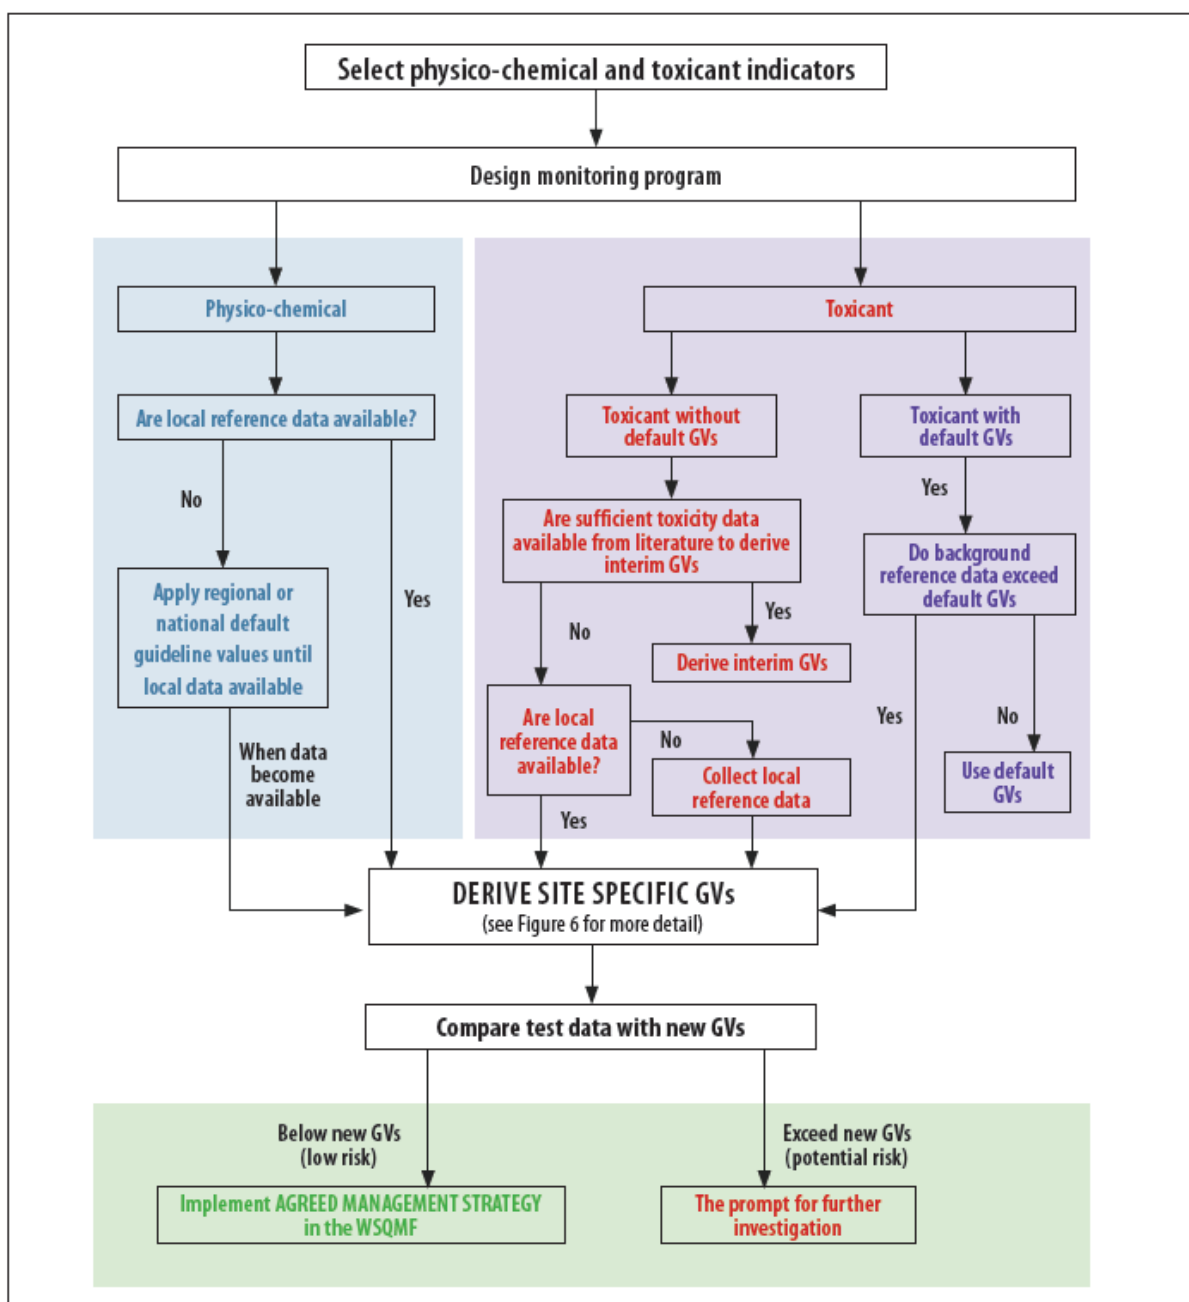 Select physico-chemical and toxicant indicators
Design monitoring program
Physico-chemical
Toxicant
Are local reference data available?
Toxicant without
default GVs
Toxicant with
default GVs
No
Yes
Yes
Are sufficient toxicity data
available from literature to derive
interim GVs
Do background
reference data exceed
default GVs
Apply regional or
national default
guideline values until
local data available
No
Yes
Derive interim GVs
Are local
reference data
available?
No
Collect local
reference data
Yes
No
Use default
GVs
When data
become
available
Yes
DERIVE SITE SPECIFIC GVs
(see Figure 6 for more detail)
Compare test data with new GVs
Below new GVs
(low risk)
Exceed new GVs
(potential risk)
Implement AGREED MANAGEMENT STRATEGY
in the WSQMF
The prompt for further
investigation